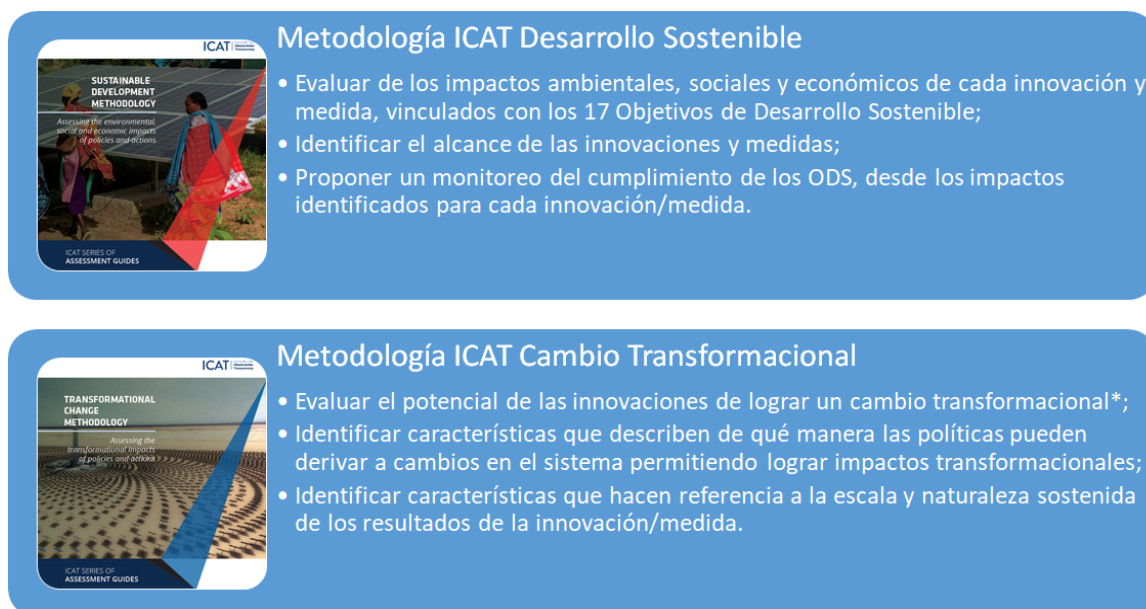 Metodología ICAT Desarrollo Sostenible
ICAT
SUSTAINABLE
DEVELOPMENT
METHODOLOGY
Assessing the environmental,
social and economic impacts
of policies and actions
ICAT SERIES OF
ASSESSMENT GUIDES
• Evaluar de los impactos ambientales, sociales y económicos de cada innovación y
medida, vinculados con los 17 Objetivos de Desarrollo Sostenible;
• Identificar el alcance de las innovaciones y medidas;
• Proponer un monitoreo del cumplimiento de los ODS, desde los impactos
identificados para cada innovación/medida.
Metodología ICAT Cambio Transformacional
ICAT
TRANSFORMATIONAL
CHANGE
METHODOLOGY
Assessing the
transformational impacts
of policies and actions
ICAT SERIES OF
ASSESSMENT GUIDES
• Evaluar el potencial de las innovaciones de lograr un cambio transformacional*;
• Identificar características que describen de qué manera las políticas pueden
derivar a cambios en el sistema permitiendo lograr impactos transformacionales;
• Identificar características que hacen referencia a la escala y naturaleza sostenida
de los resultados de la innovación/medida.